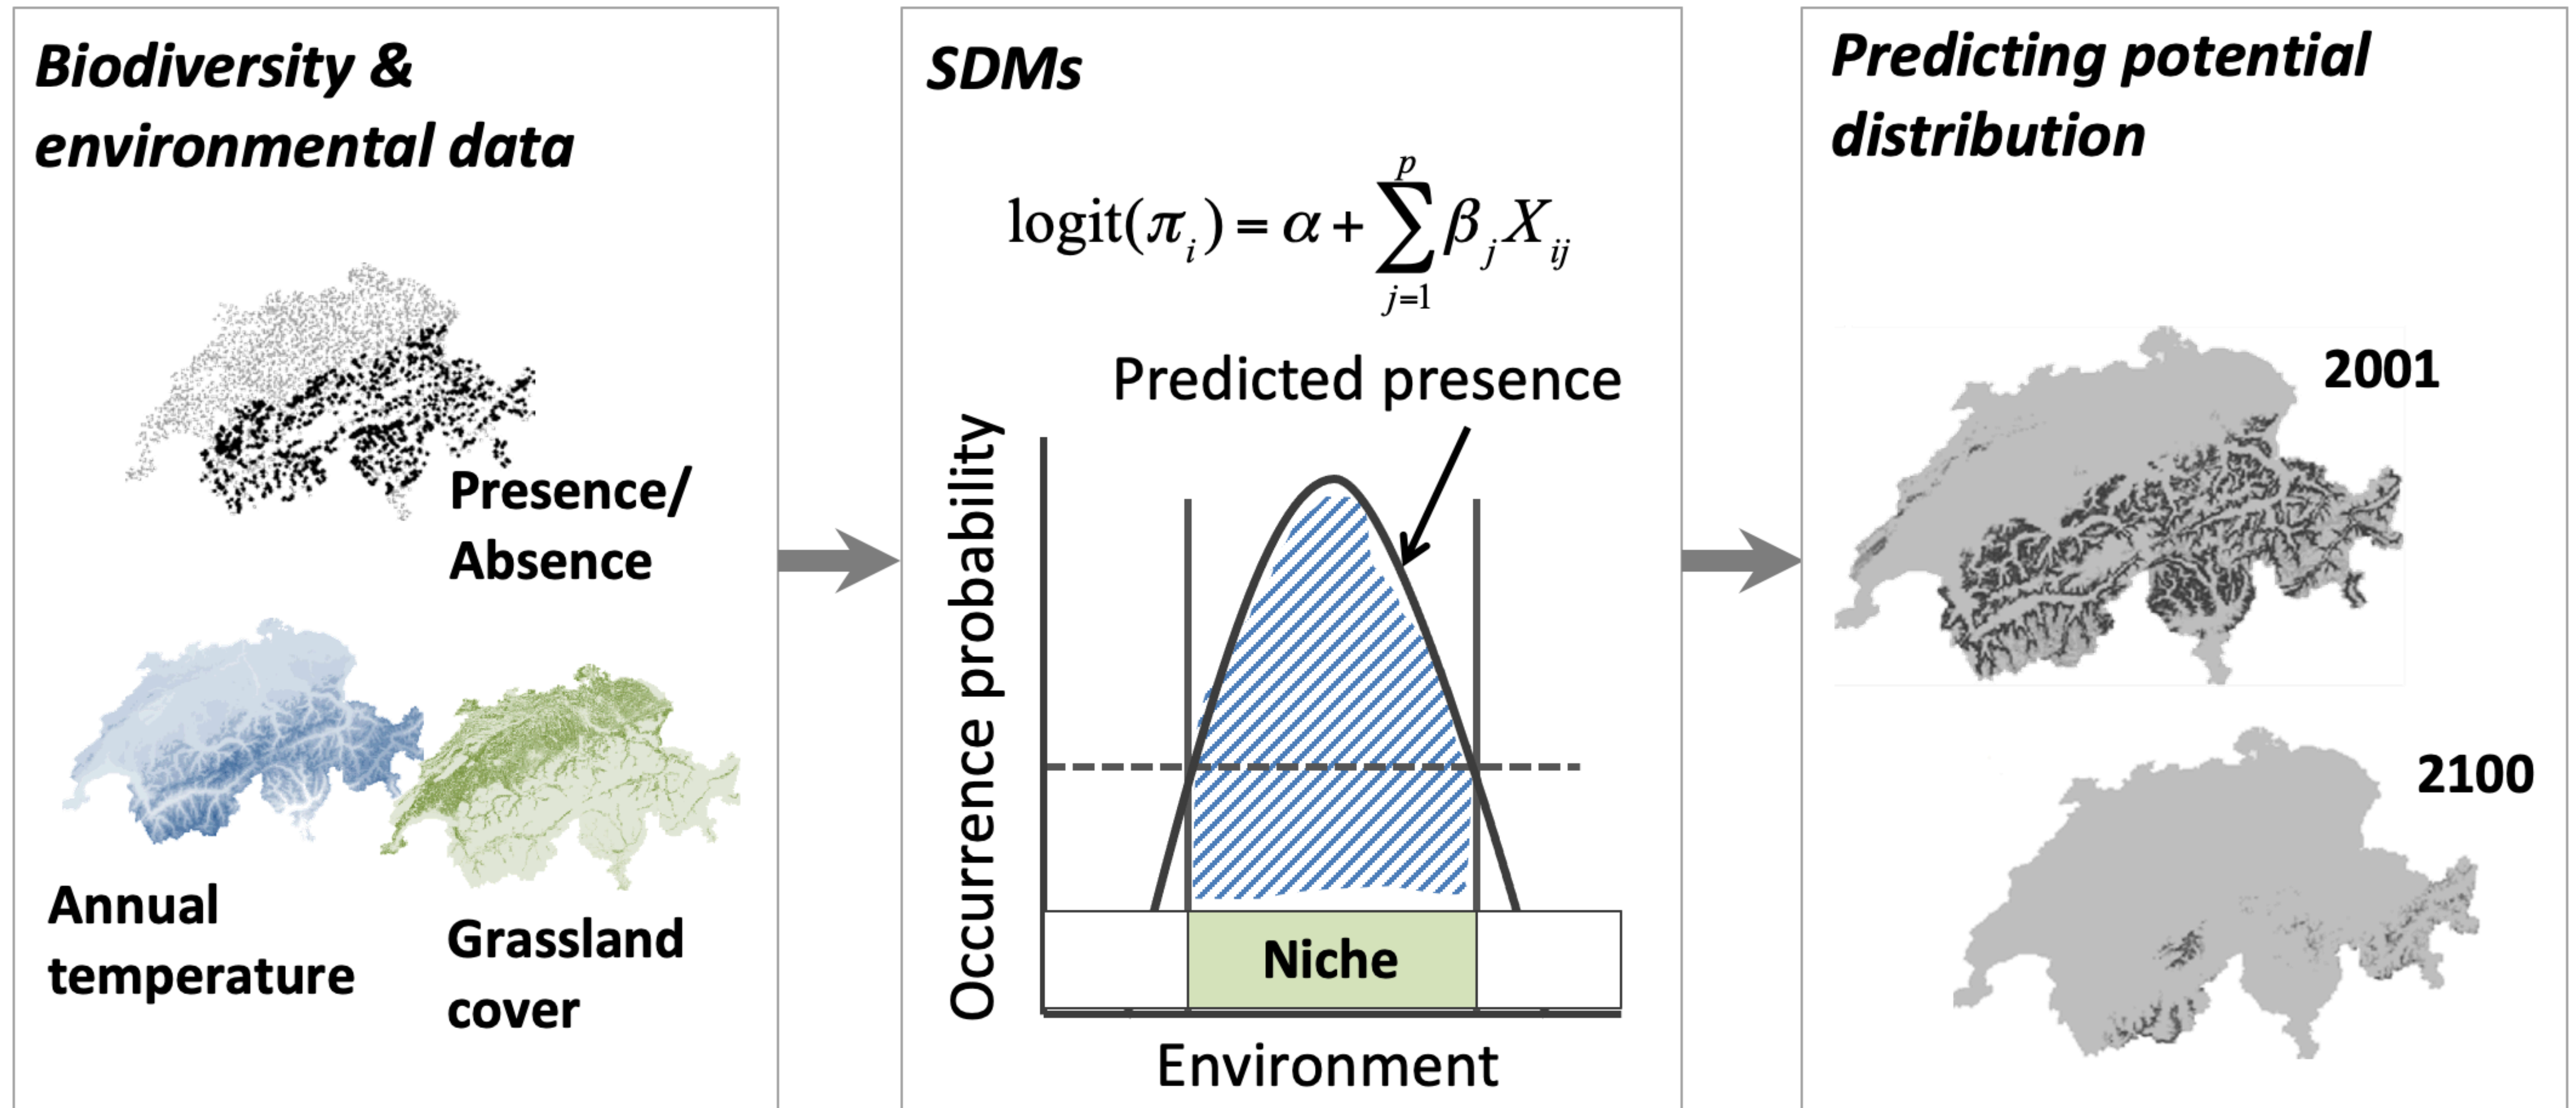 Biodiversity &
environmental data
Presence/
Absence
Annual
temperature
Grassland
cover
SDMs
logit(πᵢ) = α + ∑ⱼ₌₁ᵖ βⱼXᵢⱼ
Predicted presence
Occurrence probability
Niche
Environment
Predicting potential
distribution
2001
2100